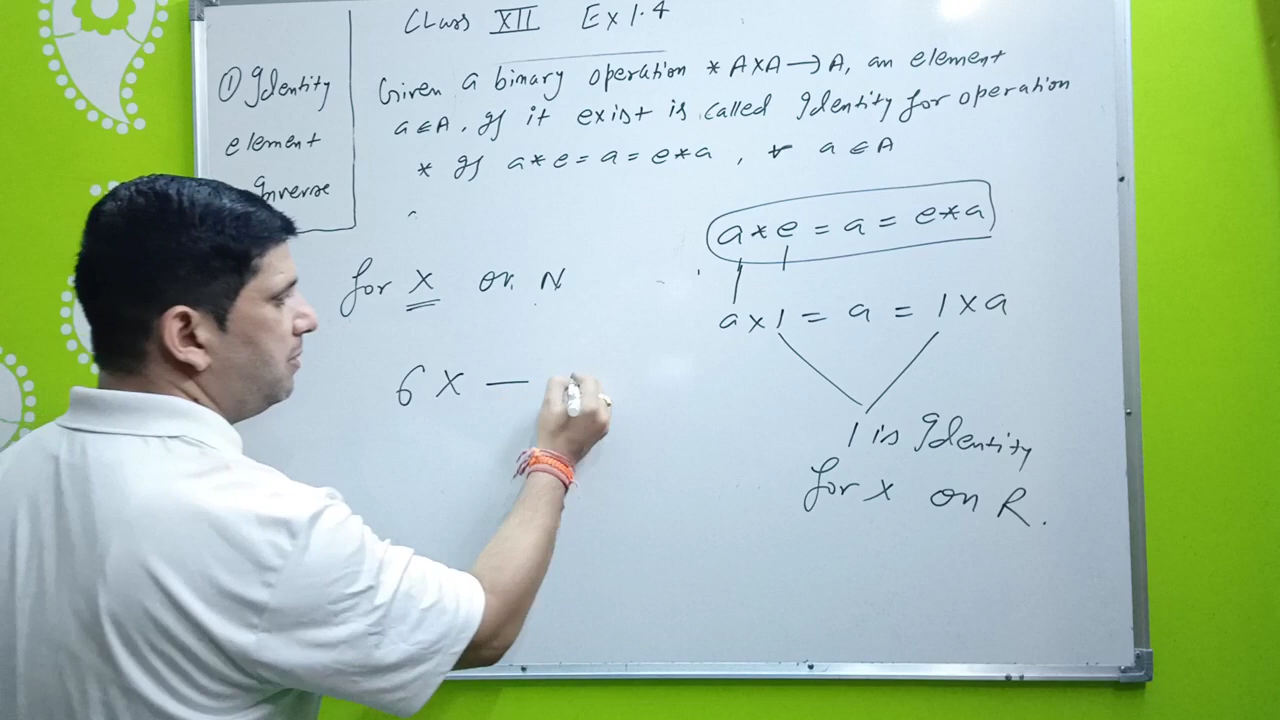 Class XII Ex 1.4
① Identity
element
Inverse
Given a binary operation * A×A→A, an element
a∈A, If it exist is called Identity for operation
* If a*e=a=e*a, ∀ a∈A
a*e=a=e*a
for X on N
a×1=a=1×a
6×—
1 is Identity
for × on R.